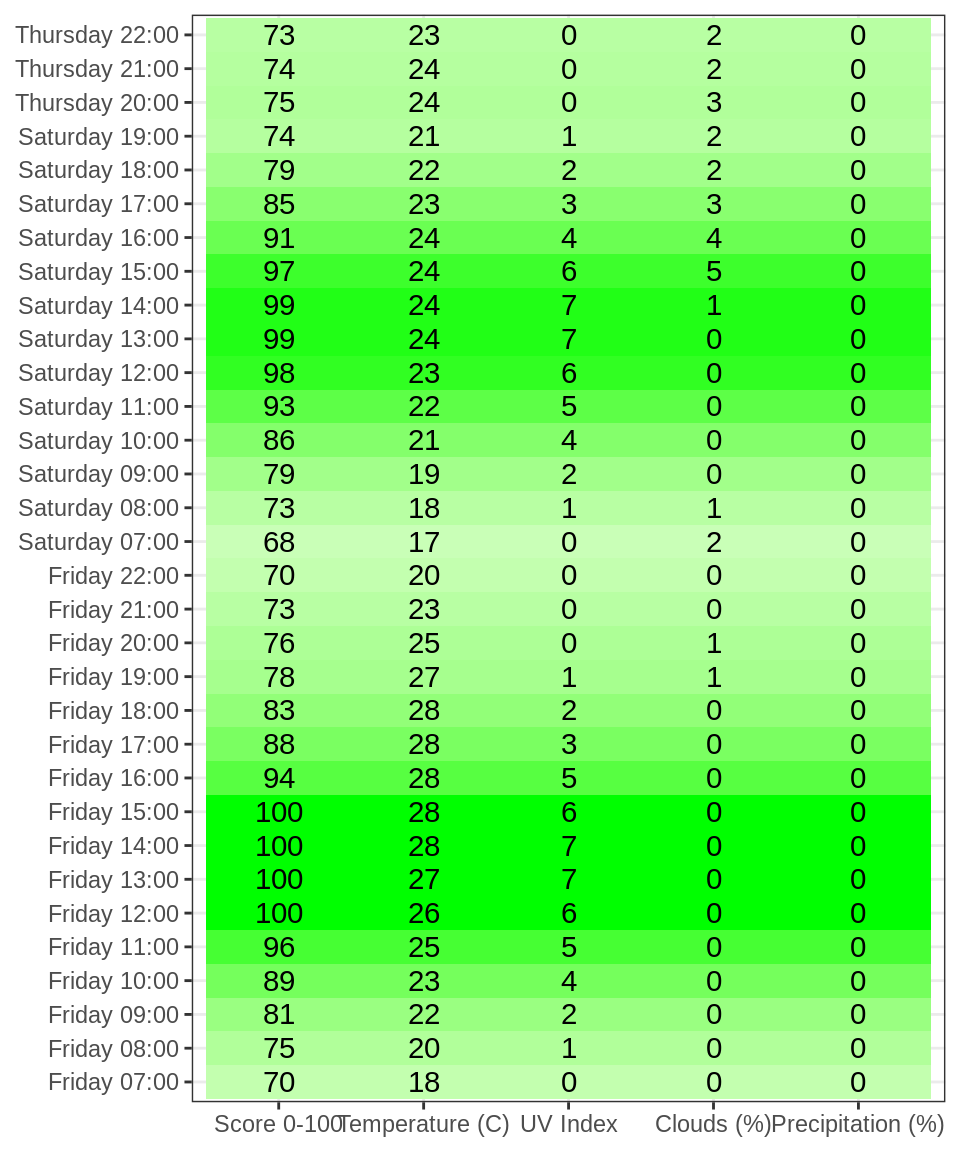 Thursday 22:00 73 23 0 2 0
Thursday 21:00 74 24 0 2 0
Thursday 20:00 75 24 0 3 0
Saturday 19:00 74 21 1 2 0
Saturday 18:00 79 22 2 2 0
Saturday 17:00 85 23 3 3 0
Saturday 16:00 91 24 4 4 0
Saturday 15:00 97 24 6 5 0
Saturday 14:00 99 24 7 1 0
Saturday 13:00 99 24 7 0 0
Saturday 12:00 98 23 6 0 0
Saturday 11:00 93 22 5 0 0
Saturday 10:00 86 21 4 0 0
Saturday 09:00 79 19 2 0 0
Saturday 08:00 73 18 1 1 0
Saturday 07:00 68 17 0 2 0
Friday 22:00 70 20 0 0 0
Friday 21:00 73 23 0 0 0
Friday 20:00 76 25 0 1 0
Friday 19:00 78 27 1 1 0
Friday 18:00 83 28 2 0 0
Friday 17:00 88 28 3 0 0
Friday 16:00 94 28 5 0 0
Friday 15:00 100 28 6 0 0
Friday 14:00 100 28 7 0 0
Friday 13:00 100 27 7 0 0
Friday 12:00 100 26 6 0 0
Friday 11:00 96 25 5 0 0
Friday 10:00 89 23 4 0 0
Friday 09:00 81 22 2 0 0
Friday 08:00 75 20 1 0 0
Friday 07:00 70 18 0 0 0
Score 0-100 Temperature (C) UV Index Clouds (%) Precipitation (%)